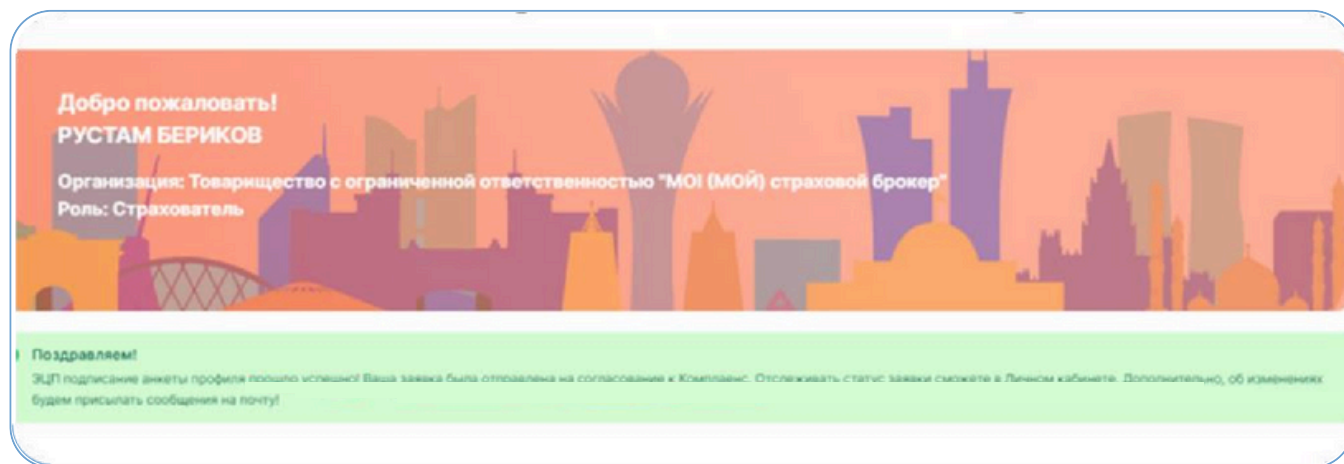 Добро пожаловать!
РУСТАМ БЕРИКОВ
Организация: Товарищество с ограниченной ответственностью "MOI (МОЙ) страховой брокер"
Роль: Страхователь
Поздравляем!
ЭЦП подписание анкеты профиля прошло успешно! Ваша заявка была отправлена на согласование к Комплаенс. Отслеживать статус заявки сможете в Личном кабинете. Дополнительно, об изменениях
будем присылать сообщения на почту!